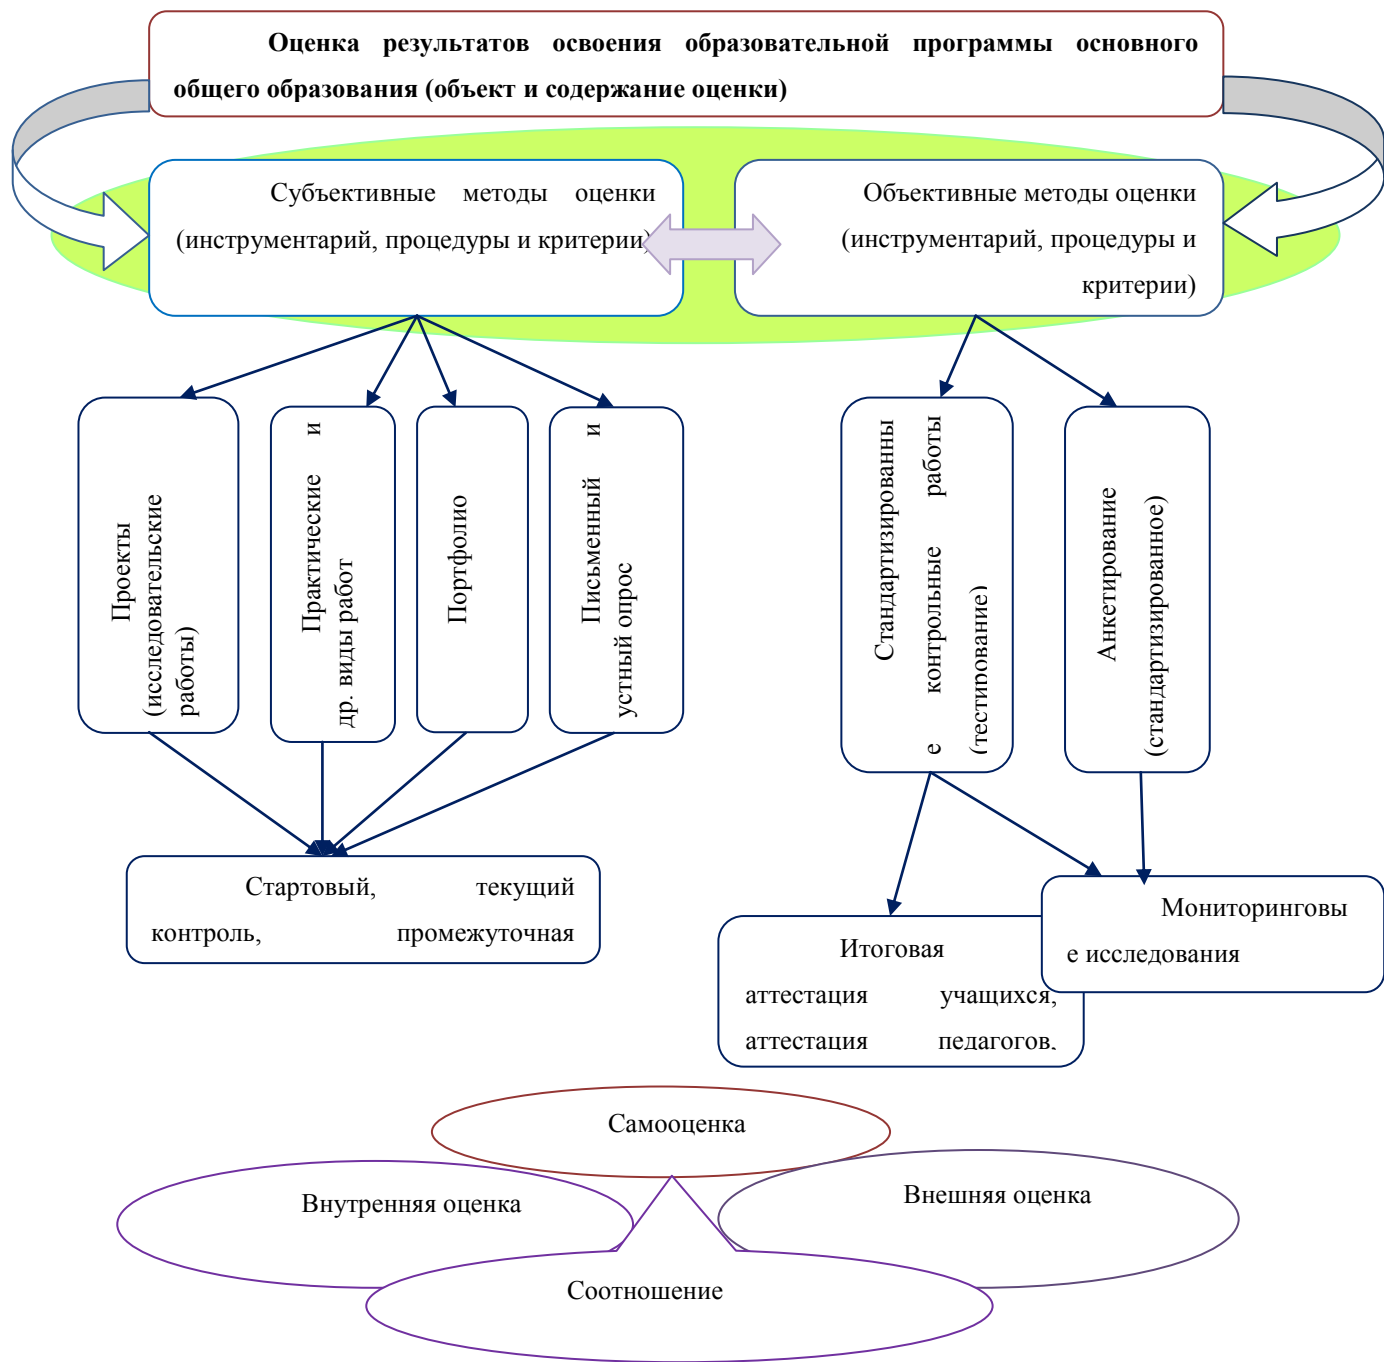 Оценка результатов освоения образовательной программы основного
общего образования (объект и содержание оценки)
Субъективные методы оценки
(инструментарий, процедуры и критерии)
Объективные методы оценки
(инструментарий, процедуры и
критерии)
Проекты
(исследовательские
работы)
Практические и
др. виды работ
Портфолио
Письменный и
устный опрос
Стандартизированны
е контрольные работы
(тестирование)
Анкетирование
(стандартизированное)
Стартовый, текущий
контроль, промежуточная
Итоговая
аттестация учащихся,
аттестация педагогов,
Мониторинговы
е исследования
Самооценка
Внутренняя оценка
Внешняя оценка
Соотношение